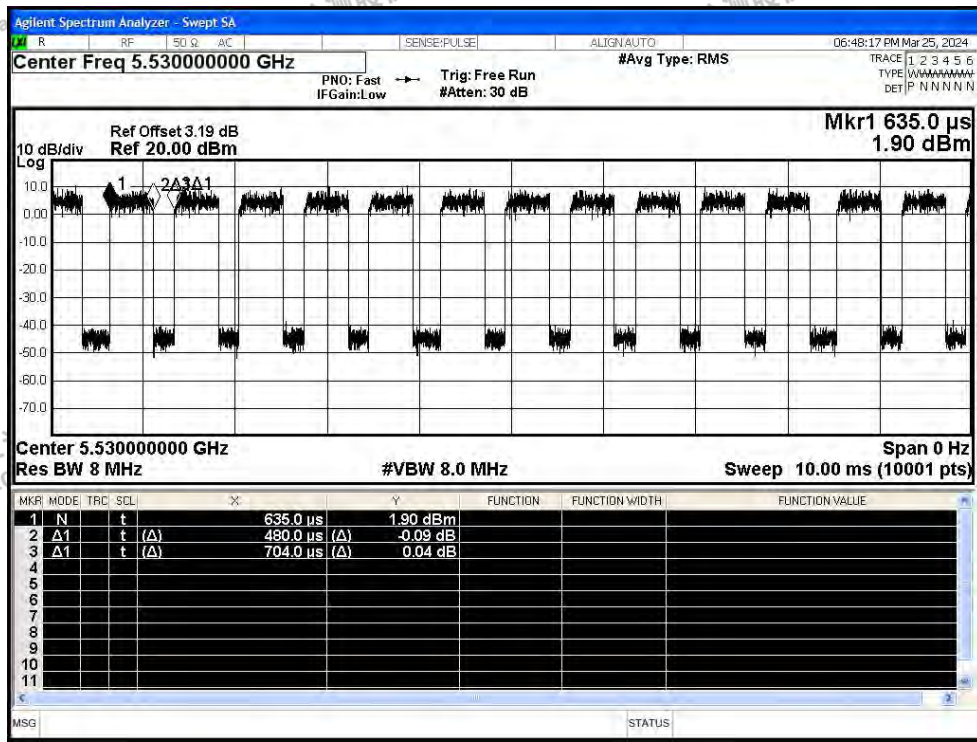 Agilent Spectrum Analyzer - Swept SA
R RF 50 Ω AC SENSE:PULSE ALIGNAUTO 06:48:17 PM Mar 25, 2024
Center Freq 5.530000000 GHz
PNO: Fast
IFGain:Low
Trig: Free Run
#Atten: 30 dB
#Avg Type: RMS
TRACE 1 2 3 4 5 6
TYPE WWWWWW
DET P N N N N N
Mkr1 635.0 µs
1.90 dBm
Ref Offset 3.19 dB
10 dB/div Ref 20.00 dBm
Log
1 2Δ3Δ1
10.0
0.00
-10.0
-20.0
-30.0
-40.0
-50.0
-60.0
-70.0
Center 5.530000000 GHz Span 0 Hz
Res BW 8 MHz #VBW 8.0 MHz Sweep 10.00 ms (10001 pts)
MKR MODE TRC SCL X Y FUNCTION FUNCTION WIDTH FUNCTION VALUE
1 N t 635.0 µs 1.90 dBm
2 Δ1 t (Δ) 480.0 µs (Δ) -0.09 dB
3 Δ1 t (Δ) 704.0 µs (Δ) 0.04 dB
4
5
6
7
8
9
10
11
MSG STATUS